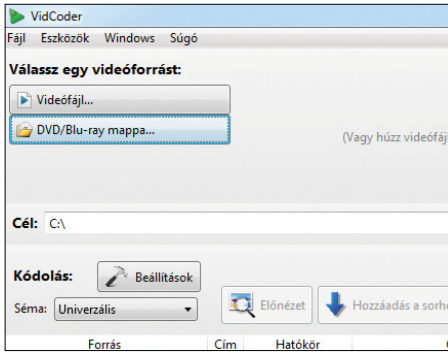 VidCoder
Fájl Eszközök Windows Súgó
Válassz egy videóforrást:
Videófájl...
DVD/Blu-ray mappa...
(Vagy húzz videófáj
Cél: C:\
Kódolás: Beállítások
Séma: Univerzális Előnézet Hozzáadás a sorho
Forrás Cím Hatókör